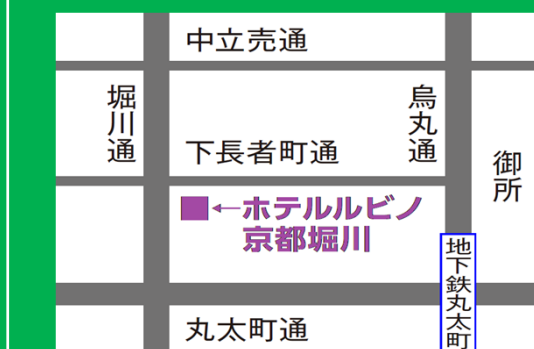 中立売通
堀川通
烏丸通
下長者町通
御所
←ホテルルビノ
京都堀川
地下鉄丸太町
丸太町通